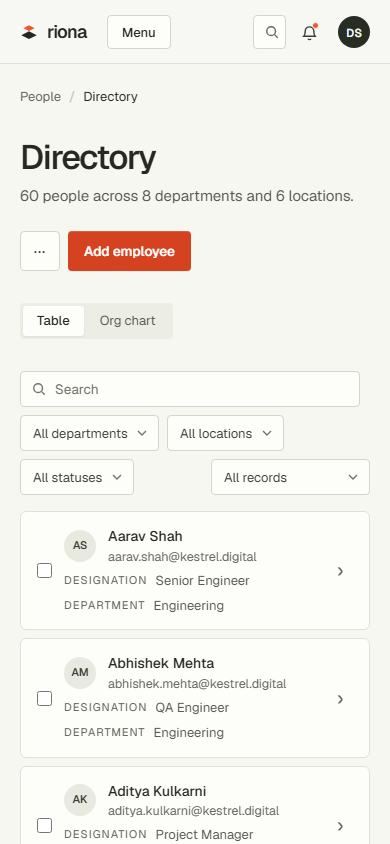 riona Menu DS
People / Directory
Directory
60 people across 8 departments and 6 locations.
... Add employee
Table Org chart
Search
All departments All locations
All statuses All records
AS Aarav Shah
aarav.shah@kestrel.digital
DESIGNATION Senior Engineer
DEPARTMENT Engineering
AM Abhishek Mehta
abhishek.mehta@kestrel.digital
DESIGNATION QA Engineer
DEPARTMENT Engineering
AK Aditya Kulkarni
aditya.kulkarni@kestrel.digital
DESIGNATION Project Manager